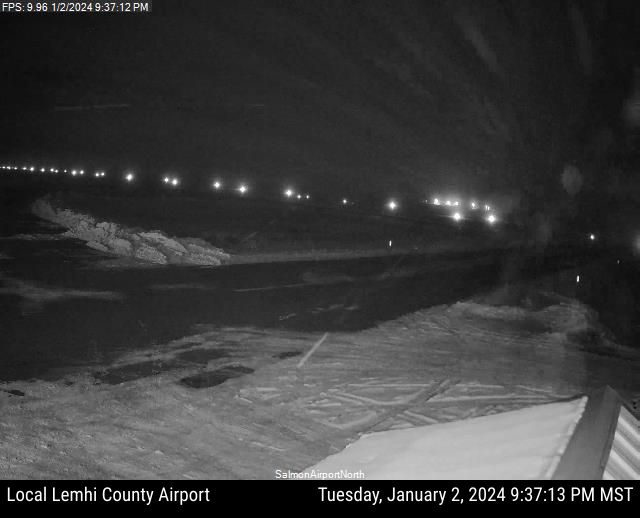 FPS: 9.96 1/2/2024 9:37:12 PM
SalmonAirportNorth
Local Lemhi County Airport
Tuesday, January 2, 2024 9:37:13 PM MST